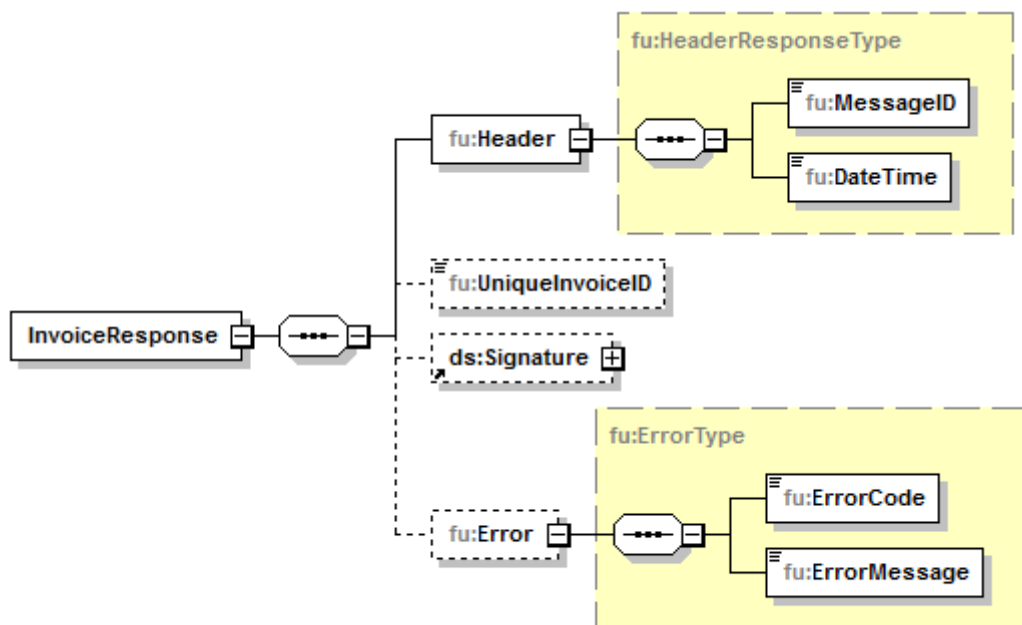 fu:HeaderResponseType
fu:MessageID
fu:Header
fu:DateTime
fu:UniqueInvoiceID
InvoiceResponse
ds:Signature
fu:ErrorType
fu:ErrorCode
fu:Error
fu:ErrorMessage